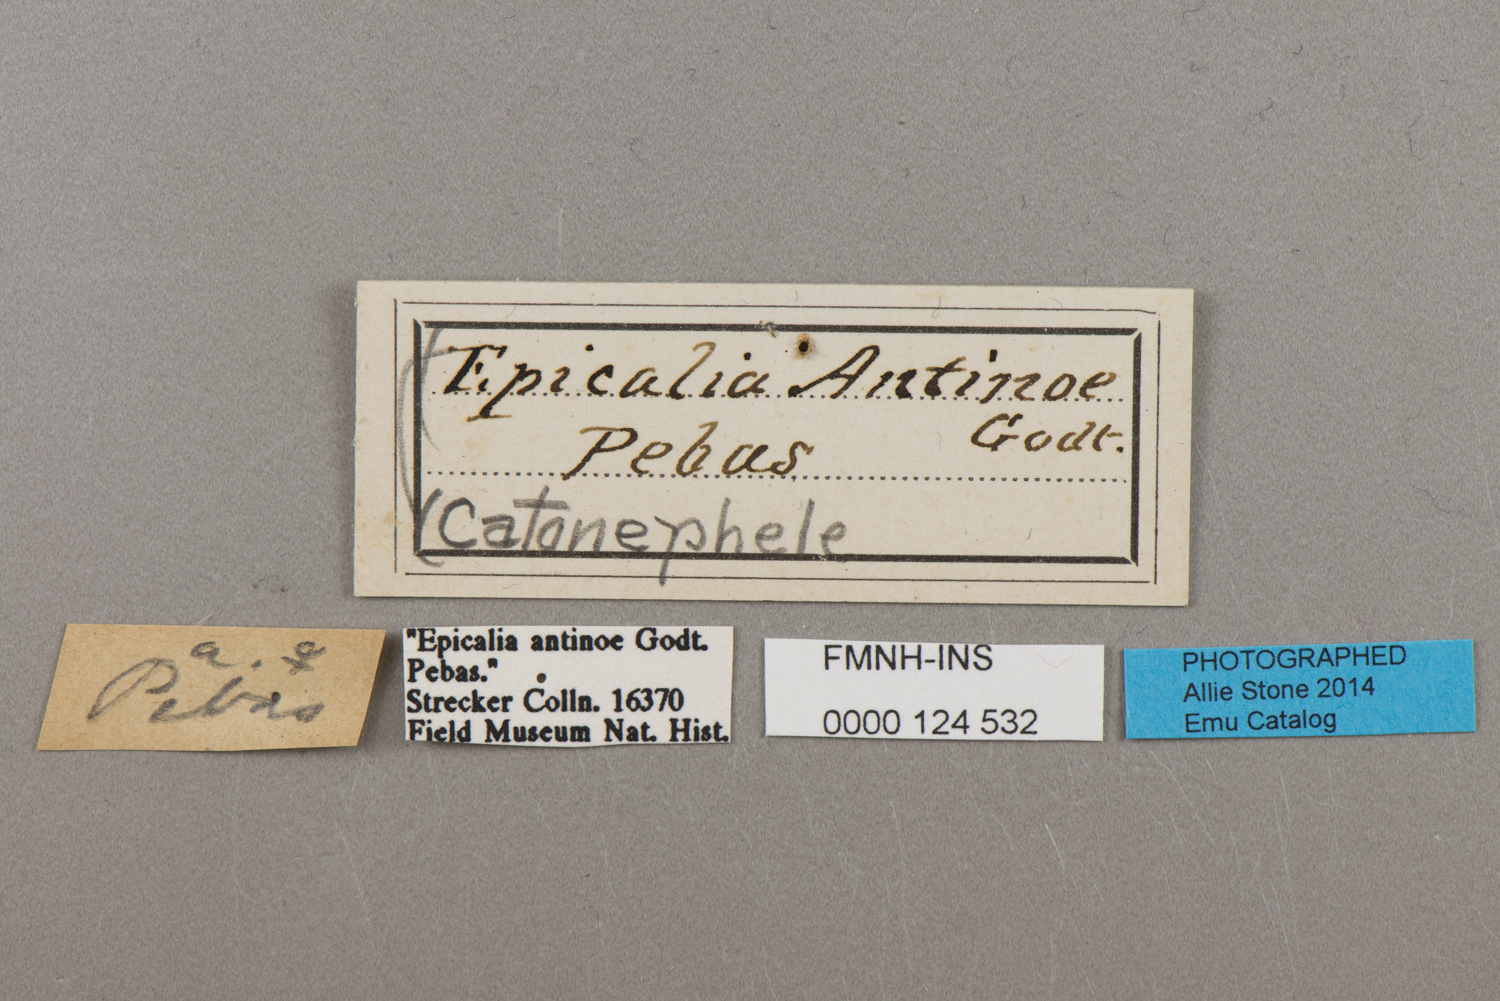 Epicalia Antinoe
Godt.
Pebas
(Catonephele
a. ♀
Pebas
"Epicalia antinoe Godt.
Pebas."
Strecker Colln. 16370
Field Museum Nat. Hist.
FMNH-INS
0000 124 532
PHOTOGRAPHED
Allie Stone 2014
Emu Catalog